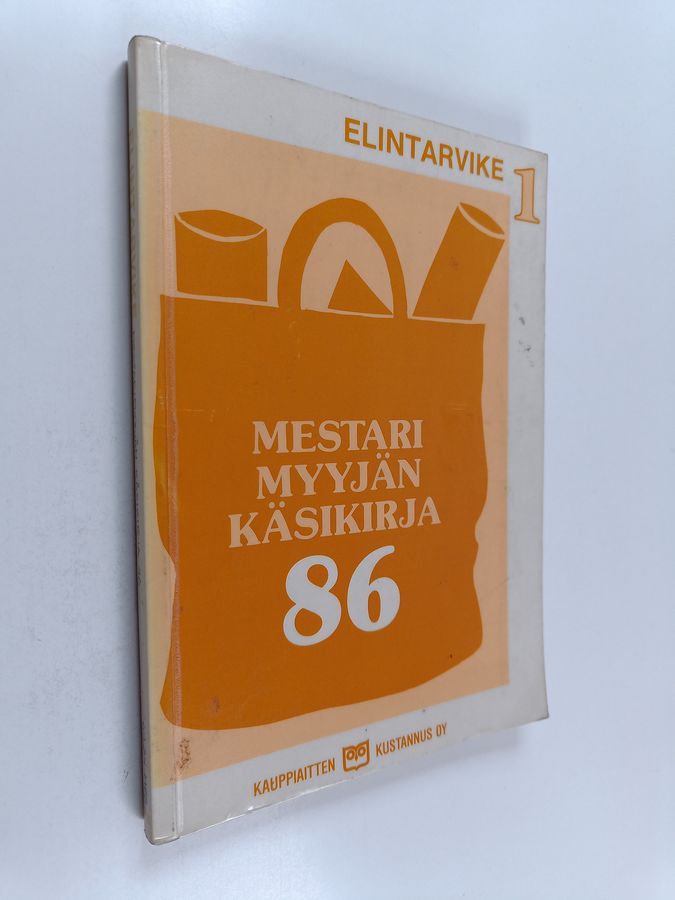 ELINTARVIKE 1
MESTARI
MYYJÄN
KÄSIKIRJA
86
KAUPPIAITTEN KUSTANNUS OY